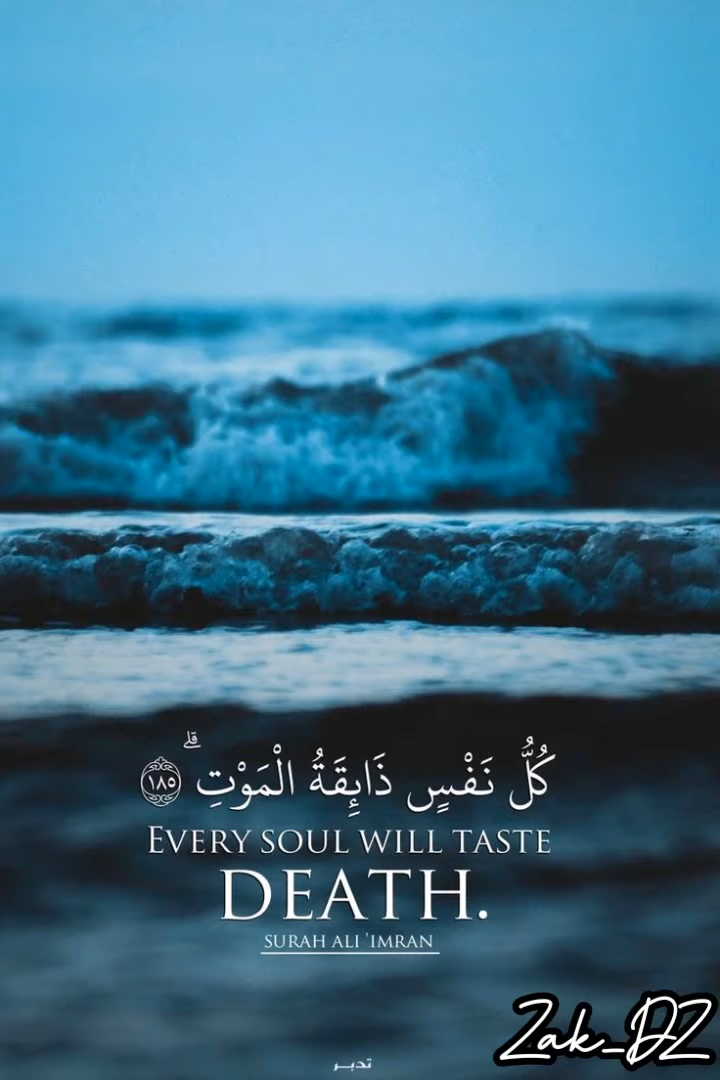 كُلُّ نَفْسٍ ذَائِقَةُ الْمَوْتِ ۗ ١٨٥
EVERY SOUL WILL TASTE
DEATH.
SURAH ALI 'IMRAN
Zak_DZ
تدبر